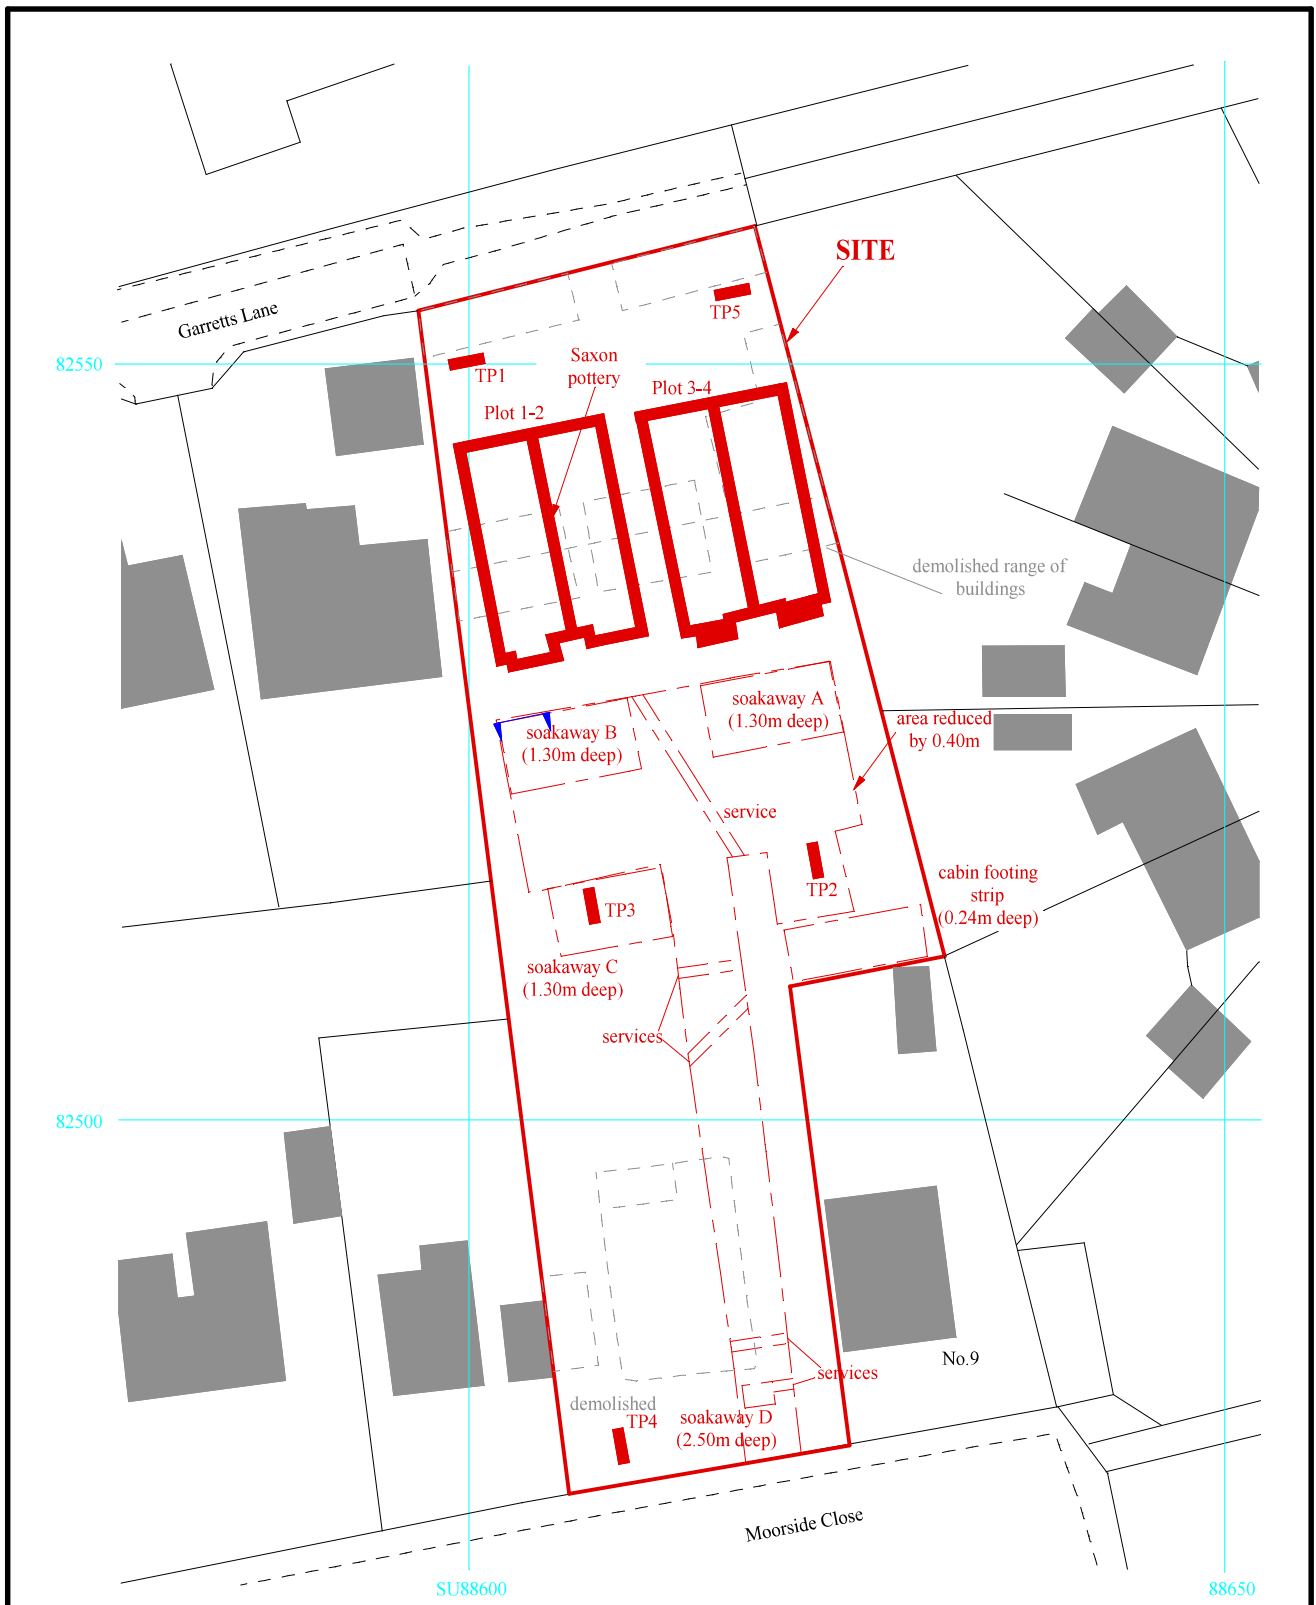 SITE
Garretts Lane
TP5
82550
TP1
Saxon
pottery
Plot 3-4
Plot 1-2
demolished range of
buildings
soakaway A
(1.30m deep)
area reduced
by 0.40m
soakaway B
(1.30m deep)
service
TP2
cabin footing
strip
(0.24m deep)
TP3
soakaway C
(1.30m deep)
services
82500
No.9
services
demolished
TP4
soakaway D
(2.50m deep)
Moorside Close
SU88600
88650